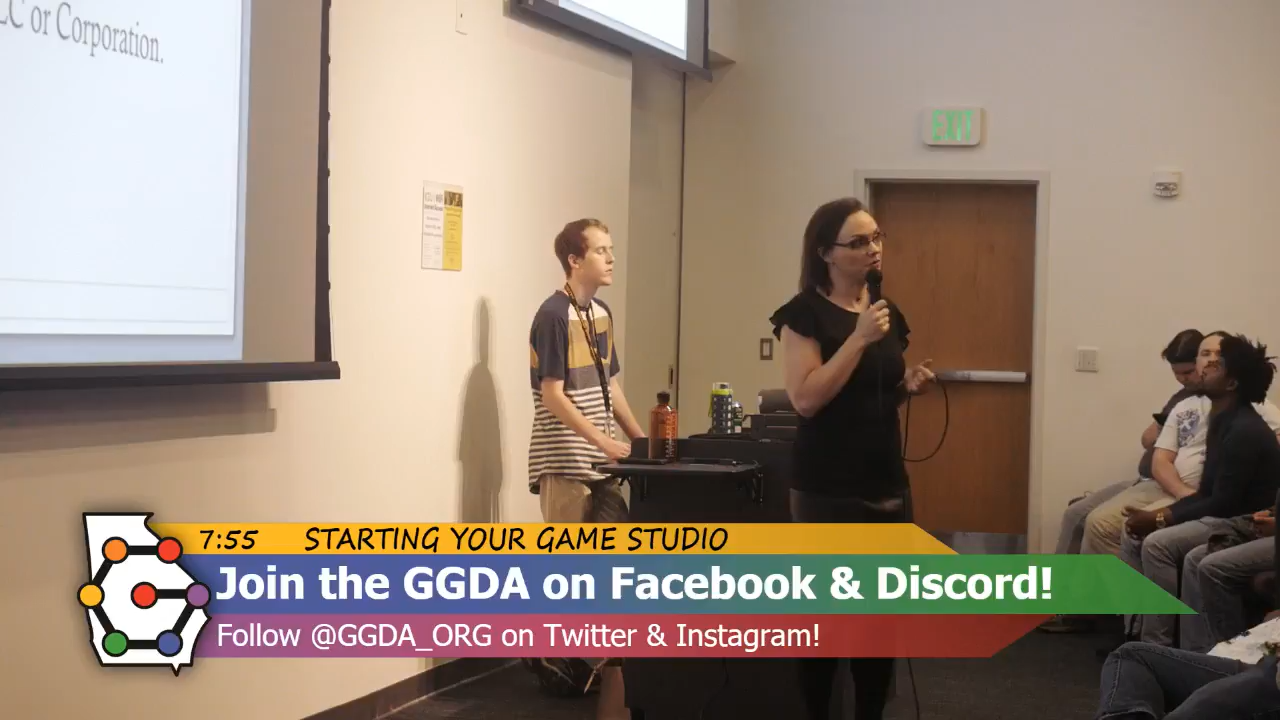 LC or Corporation.
EXIT
7:55 STARTING YOUR GAME STUDIO
Join the GGDA on Facebook & Discord!
Follow @GGDA_ORG on Twitter & Instagram!